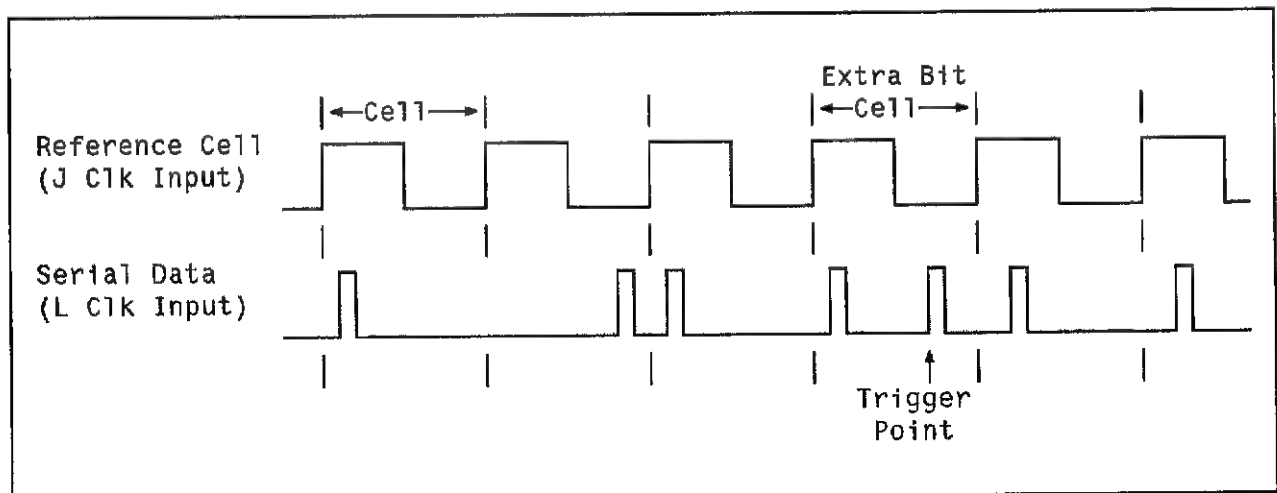 Extra Bit
Cell
Cell
Reference Cell
(J Clk Input)
Serial Data
(L Clk Input)
Trigger
Point